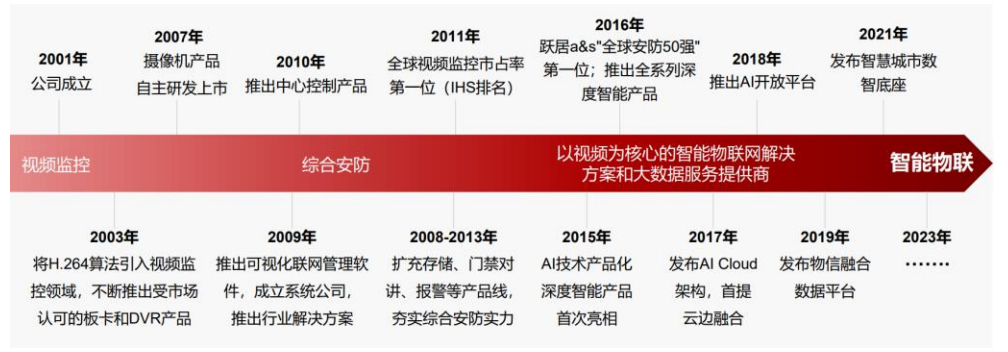 2001年
公司成立
2007年
摄像机产品
自主研发上市
2010年
推出中心控制产品
2011年
全球视频监控市占率
第一位（IHS排名）
2016年
跃居a&s"全球安防50强"
第一位；推出全系列深
度智能产品
2018年
推出AI开放平台
2021年
发布智慧城市数
智底座
视频监控
综合安防
以视频为核心的智能物联网解决
方案和大数据服务提供商
智能物联
2003年
将H.264算法引入视频监
控领域，不断推出受市场
认可的板卡和DVR产品
2009年
推出可视化联网管理软
件，成立系统公司，
推出行业解决方案
2008-2013年
扩充存储、门禁对
讲、报警等产品线，
夯实综合安防实力
2015年
AI技术产品化
深度智能产品
首次亮相
2017年
发布AI Cloud
架构，首提
云边融合
2019年
发布物信融合
数据平台
2023年
·······